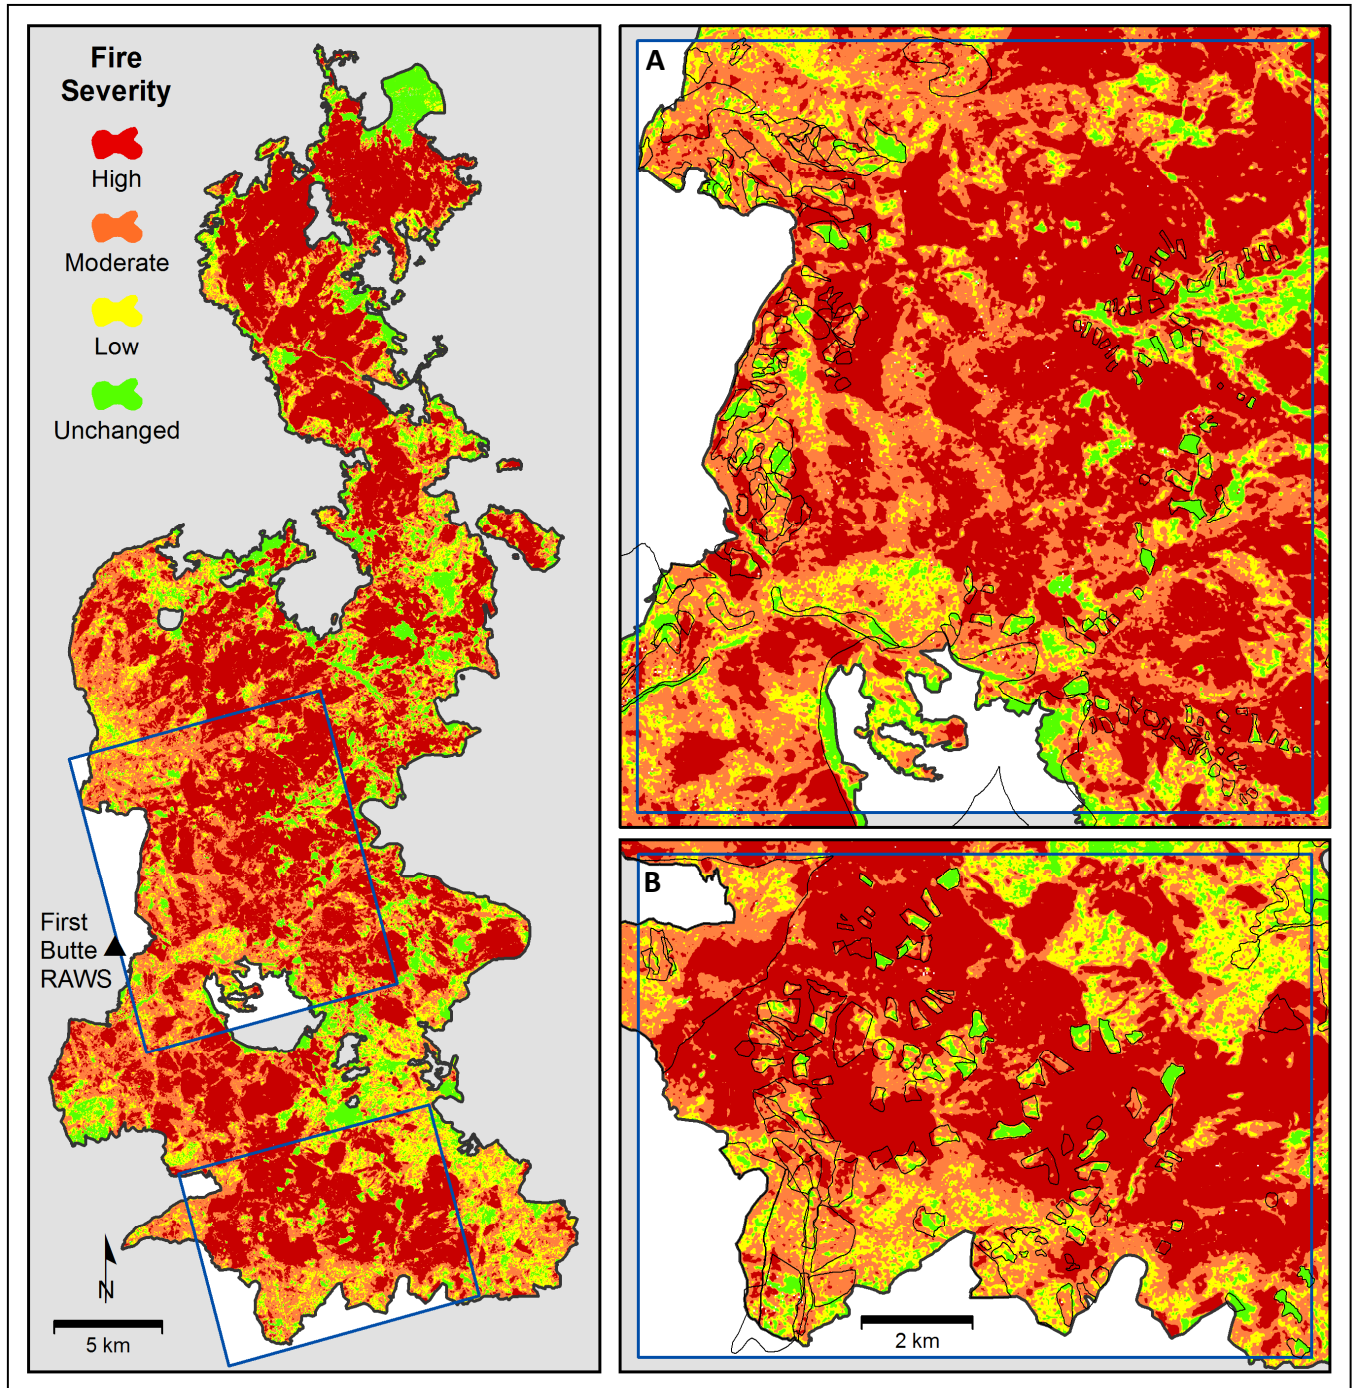 Fire
Severity
High
Moderate
Low
Unchanged
First
Butte
RAWS
N
5 km
A
B
2 km